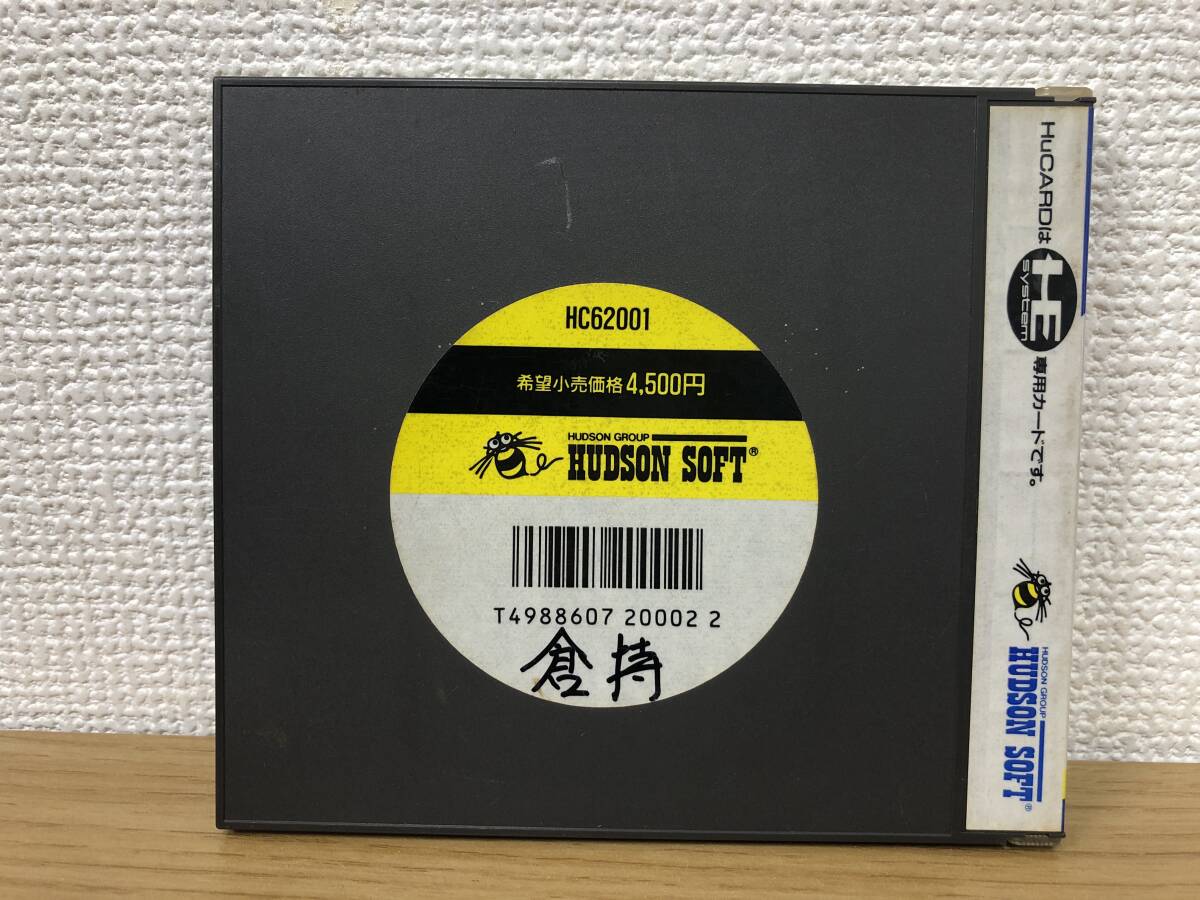 HC62001
希望小売価格4,500円
HUDSON GROUP
HUDSON SOFT®
T4988607 20002 2
倉持
HuCARDは HE system 専用カードです。
HUDSON GROUP
HUDSON SOFT®